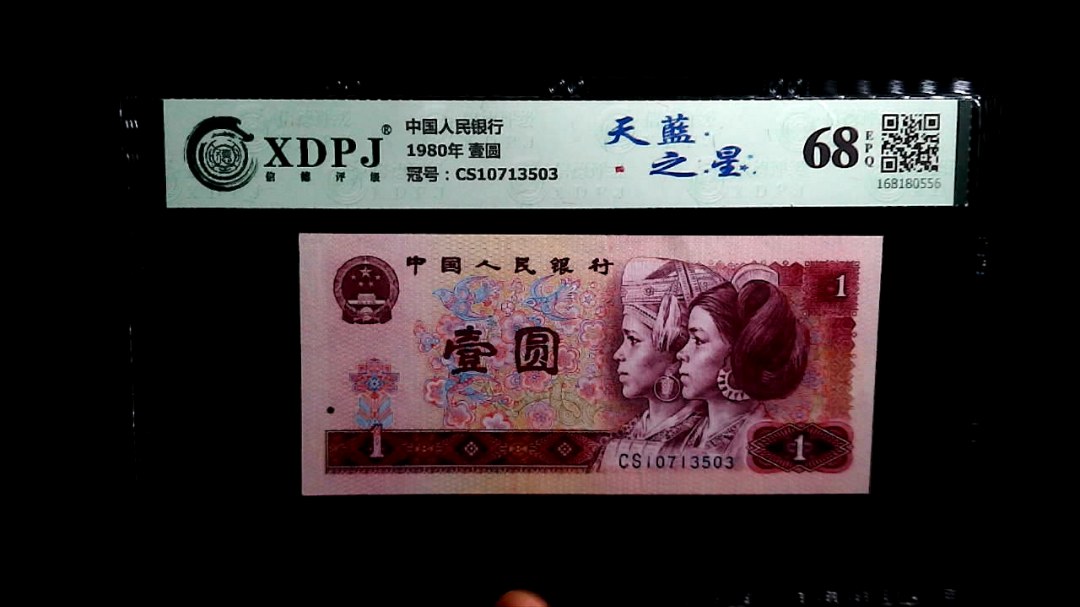 XDPJ®
信德评级
中国人民银行
1980年 壹圆
冠号：CS10713503
天藍之星
68
EPQ
168180556
中国人民银行
1
壹圆
1
CS10713503
1